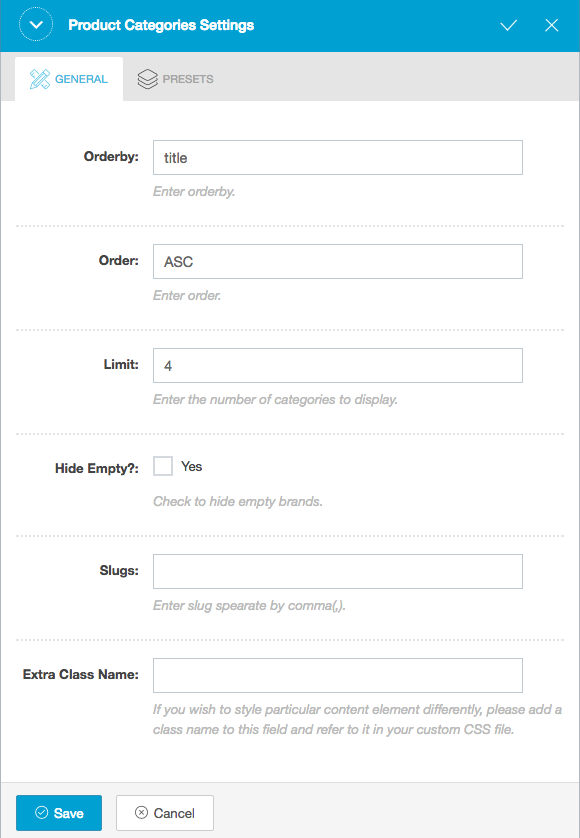 Product Categories Settings
GENERAL PRESETS
Orderby: title
Enter orderby.
Order: ASC
Enter order.
Limit: 4
Enter the number of categories to display.
Hide Empty?: Yes
Check to hide empty brands.
Slugs:
Enter slug spearate by comma(,).
Extra Class Name:
If you wish to style particular content element differently, please add a
class name to this field and refer to it in your custom CSS file.
Save Cancel